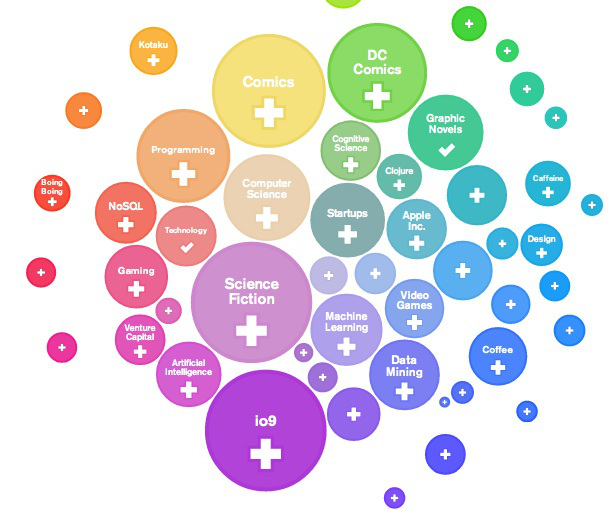 Kotaku
Comics
DC
Comics
Graphic
Novels
Programming
Cognitive
Science
Clojure
Computer
Science
Caffeine
Boing
Boing
NoSQL
Technology
Startups
Apple
Inc.
Design
Gaming
Science
Fiction
Video
Games
Machine
Learning
Venture
Capital
Artificial
Intelligence
Data
Mining
Coffee
io9